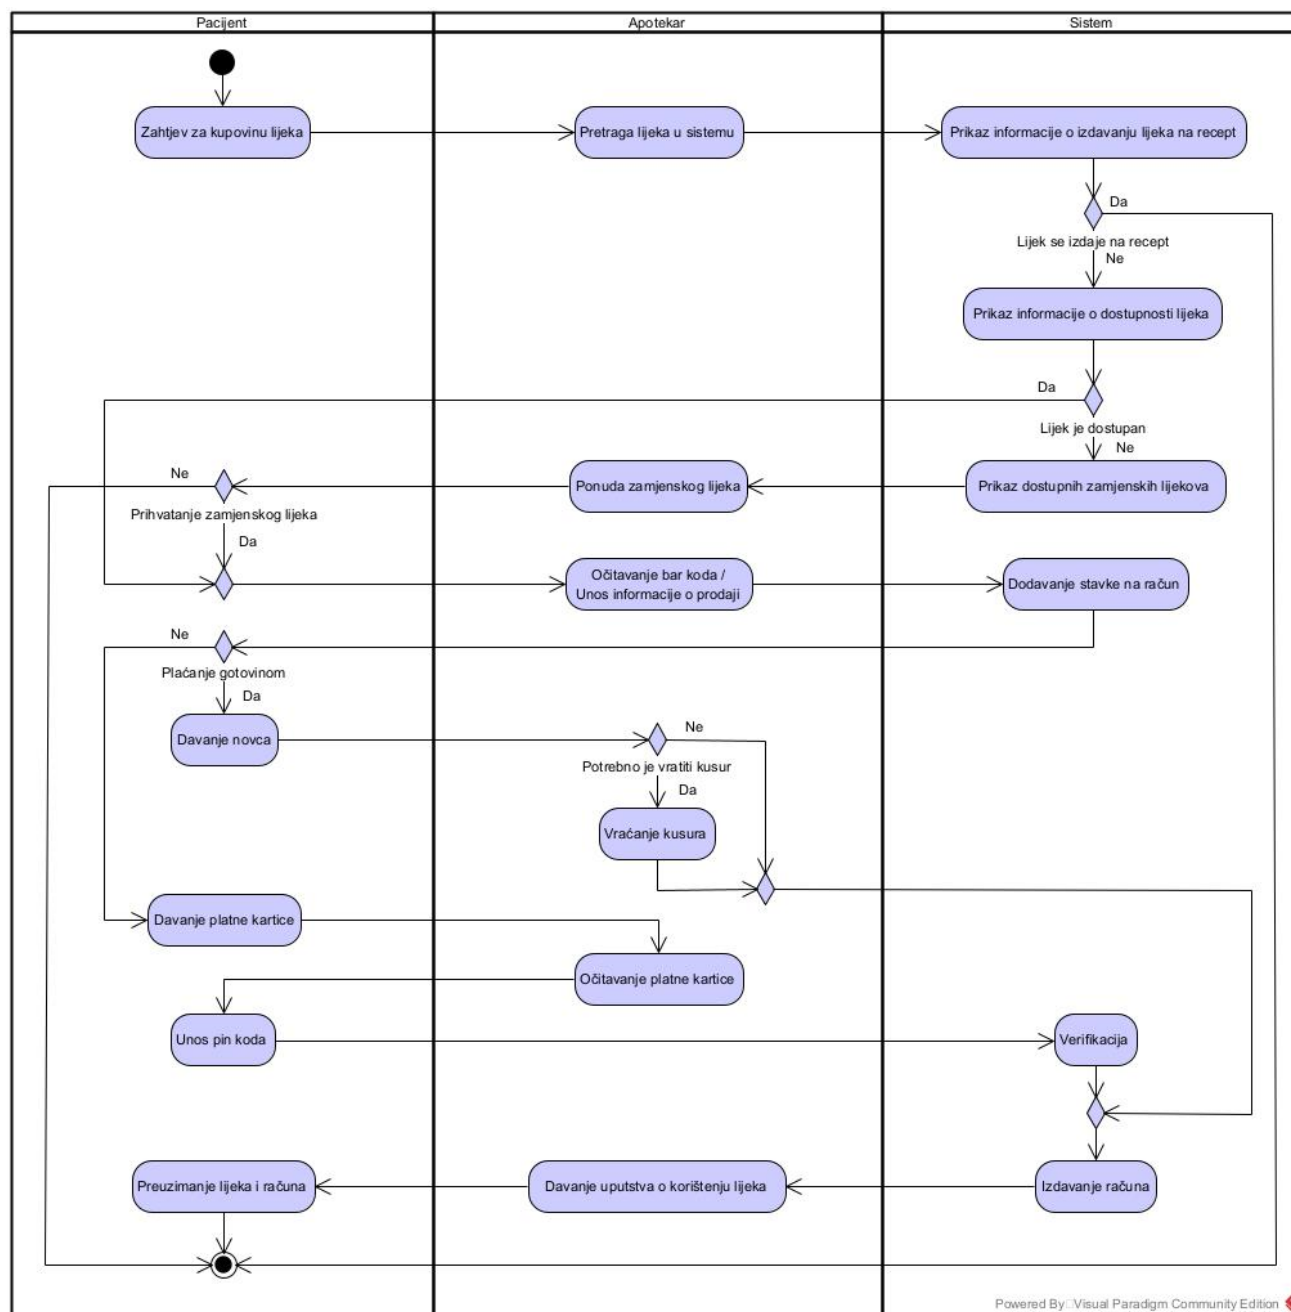 Pacijent
Apotekar
Sistem
Zahtjev za kupovinu lijeka
Pretraga lijeka u sistemu
Prikaz informacije o izdavanju lijeka na recept
Da
Lijek se izdaje na recept
Ne
Prikaz informacije o dostupnosti lijeka
Da
Lijek je dostupan
Ne
Ne
Ponuda zamjenskog lijeka
Prikaz dostupnih zamjenskih lijekova
Prihvatanje zamjenskog lijeka
Da
Očitavanje bar koda /
Unos informacije o prodaji
Dodavanje stavke na račun
Ne
Plaćanje gotovinom
Da
Davanje novca
Ne
Potrebno je vratiti kusur
Da
Vraćanje kusura
Davanje platne kartice
Očitavanje platne kartice
Unos pin koda
Verifikacija
Preuzimanje lijeka i računa
Davanje uputstva o korištenju lijeka
Izdavanje računa
Powered By Visual Paradigm Community Edition